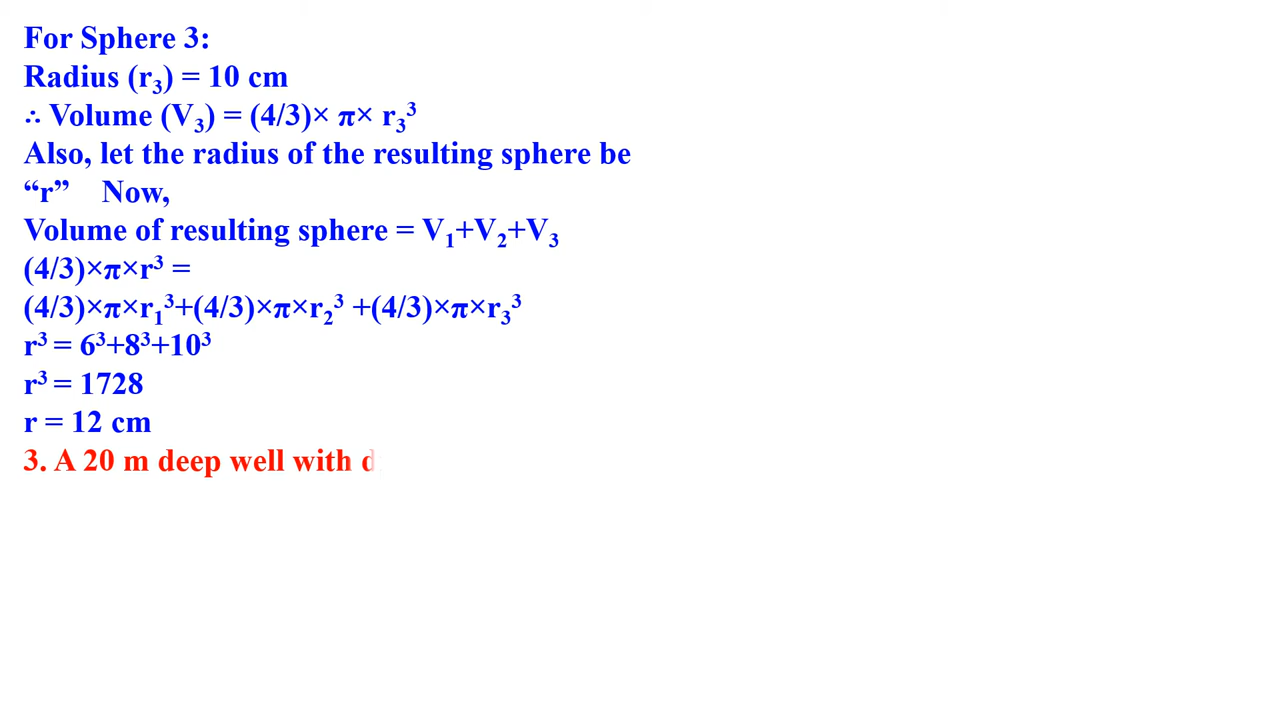 For Sphere 3:
Radius (r₃) = 10 cm
∴ Volume (V₃) = (4/3)× π× r₃³
Also, let the radius of the resulting sphere be
“r” Now,
Volume of resulting sphere = V₁+V₂+V₃
(4/3)×π×r³ =
(4/3)×π×r₁³+(4/3)×π×r₂³ +(4/3)×π×r₃³
r³ = 6³+8³+10³
r³ = 1728
r = 12 cm
3. A 20 m deep well with